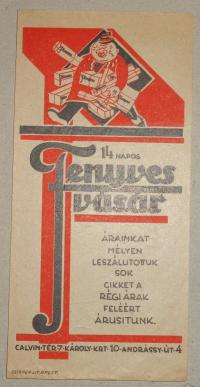 14 NAPOS
Fenyves
vásár
ÁRAINKAT
MÉLYEN
LESZÁLLÍTOTTUK
SOK
CIKKET A
RÉGI ÁRAK
FELÉÉRT
ÁRUSITUNK.
CALVIN-TÉR 7-KÁROLY-KRT-10-ANDRÁSSY-ÚT-4